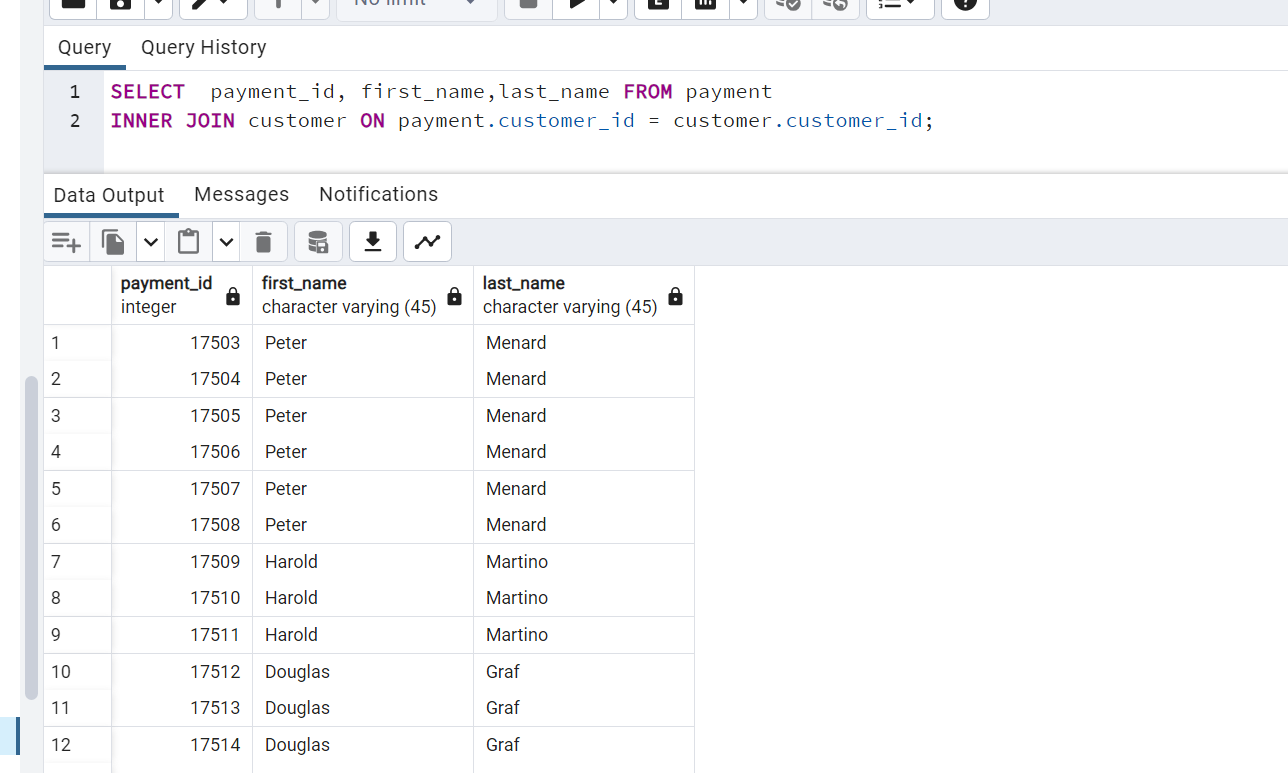 No limit
Query Query History
1 SELECT  payment_id, first_name,last_name FROM payment
2 INNER JOIN customer ON payment.customer_id = customer.customer_id;
Data Output Messages Notifications
payment_id first_name last_name
integer character varying (45) character varying (45)
1 17503 Peter Menard
2 17504 Peter Menard
3 17505 Peter Menard
4 17506 Peter Menard
5 17507 Peter Menard
6 17508 Peter Menard
7 17509 Harold Martino
8 17510 Harold Martino
9 17511 Harold Martino
10 17512 Douglas Graf
11 17513 Douglas Graf
12 17514 Douglas Graf